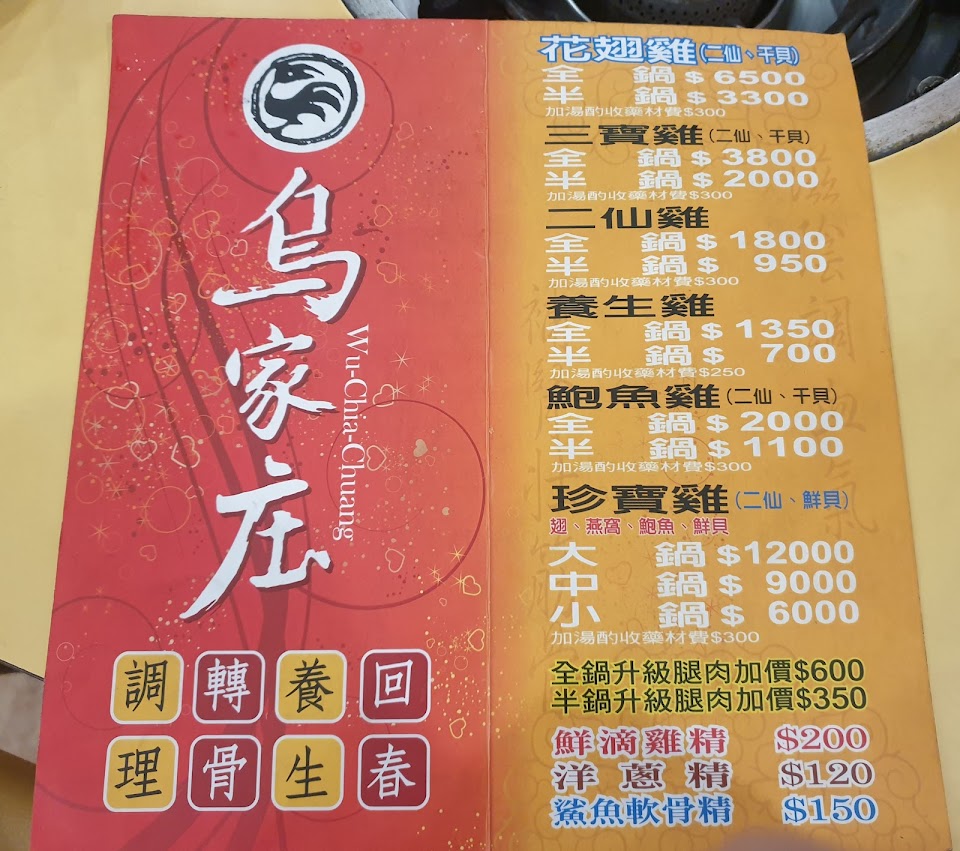 烏家庄
Wu-Chia-Chuang
調轉養回
理骨生春
花翅雞(二仙、干貝)
全鍋$6500
半鍋$3300
加湯酌收藥材費$300
三寶雞(二仙、干貝)
全鍋$3800
半鍋$2000
加湯酌收藥材費$300
二仙雞
全鍋$1800
半鍋$950
加湯酌收藥材費$300
養生雞
全鍋$1350
半鍋$700
加湯酌收藥材費$250
鮑魚雞(二仙、干貝)
全鍋$2000
半鍋$1100
加湯酌收藥材費$300
珍寶雞(二仙、鮮貝)
翅、燕窩、鮑魚、鮮貝
大鍋$12000
中鍋$9000
小鍋$6000
加湯酌收藥材費$300
全鍋升級腿肉加價$600
半鍋升級腿肉加價$350
鮮滴雞精$200
洋蔥精$120
鯊魚軟骨精$150